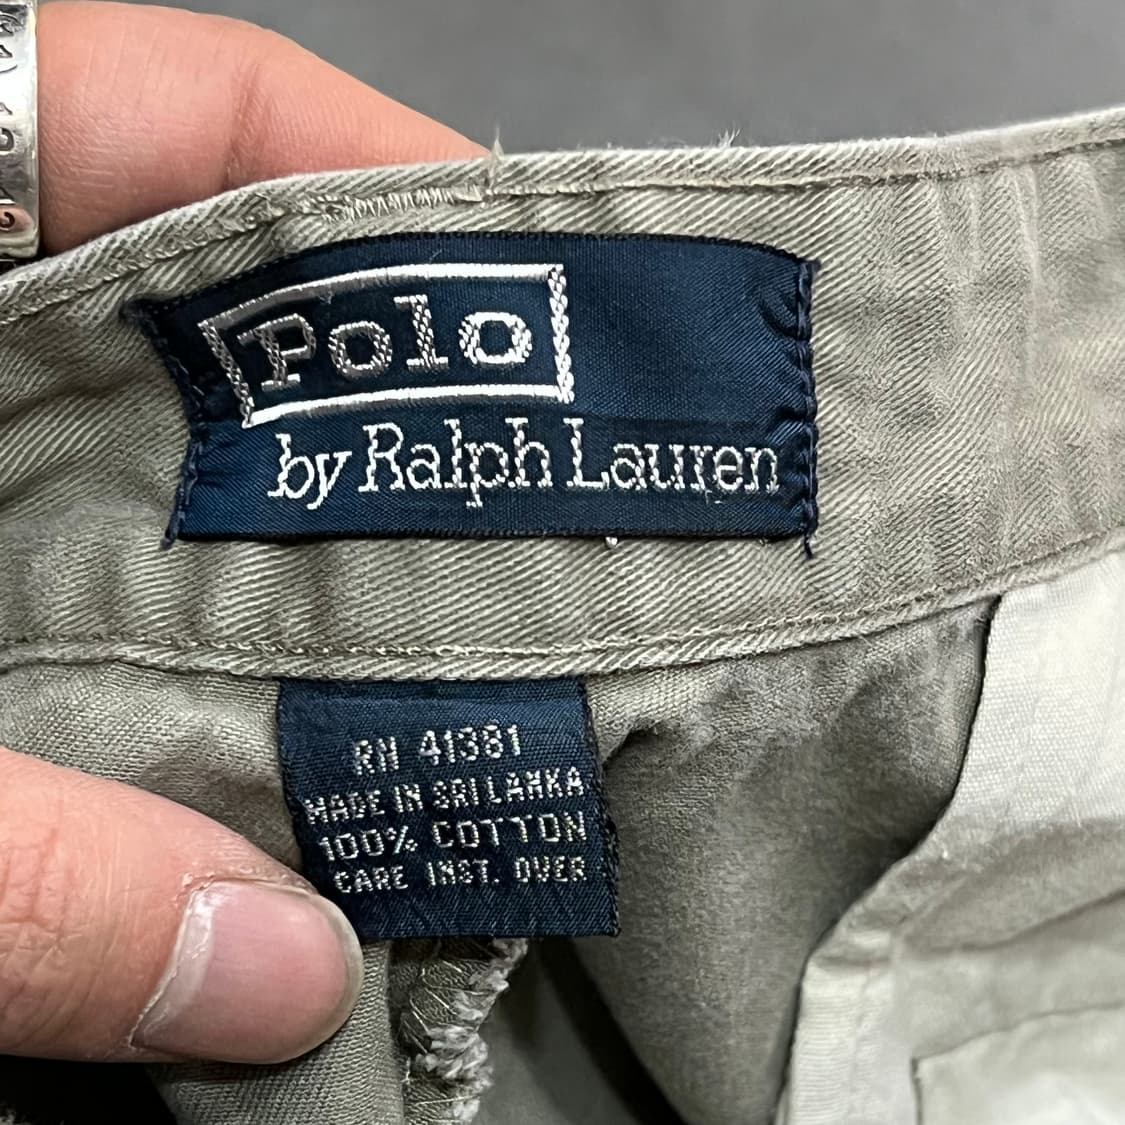 Polo
by Ralph Lauren
RN 41381
MADE IN SRI LANKA
100% COTTON
CARE INST. OVER